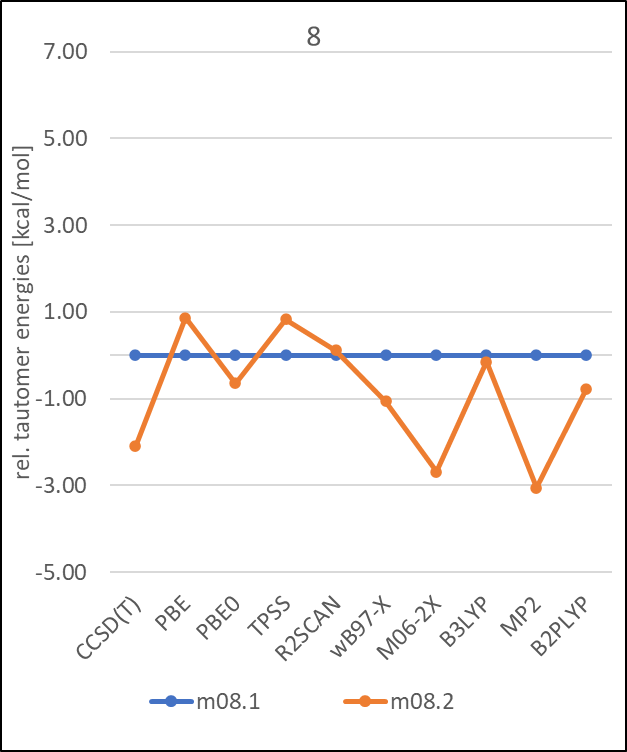 8
rel. tautomer energies [kcal/mol]
7.00
5.00
3.00
1.00
-1.00
-3.00
-5.00
CCSD(T)
PBE
PBE0
TPSS
R2SCAN
wB97-X
M06-2X
B3LYP
MP2
B2PLYP
m08.1
m08.2